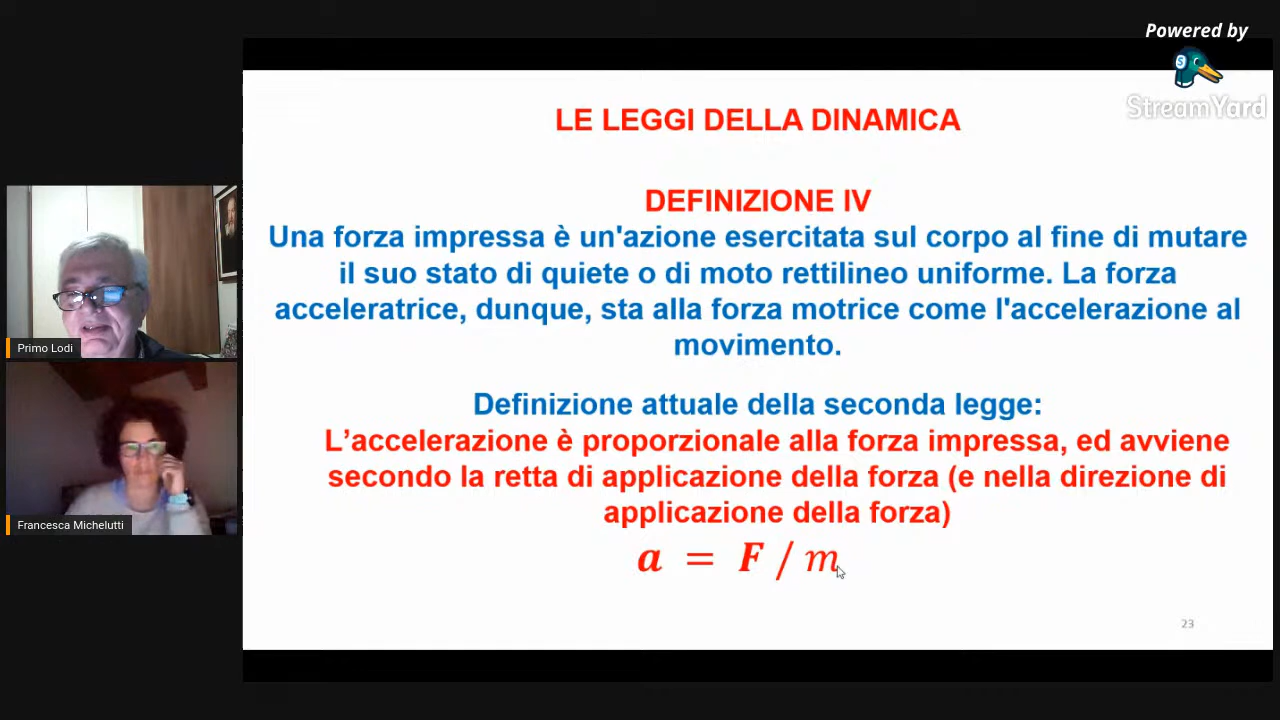 Powered by
StreamYard
LE LEGGI DELLA DINAMICA
DEFINIZIONE IV
Una forza impressa è un'azione esercitata sul corpo al fine di mutare
il suo stato di quiete o di moto rettilineo uniforme. La forza
acceleratrice, dunque, sta alla forza motrice come l'accelerazione al
movimento.
Definizione attuale della seconda legge:
L’accelerazione è proporzionale alla forza impressa, ed avviene
secondo la retta di applicazione della forza (e nella direzione di
applicazione della forza)
a = F / m
23
Primo Lodi
Francesca Michelutti